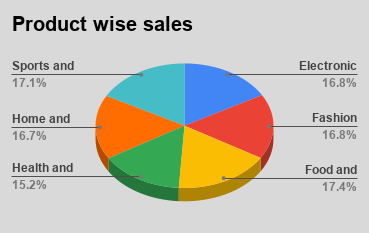 Product wise sales
Sports and
17.1%
Electronic
16.8%
Home and
16.7%
Fashion
16.8%
Health and
15.2%
Food and
17.4%